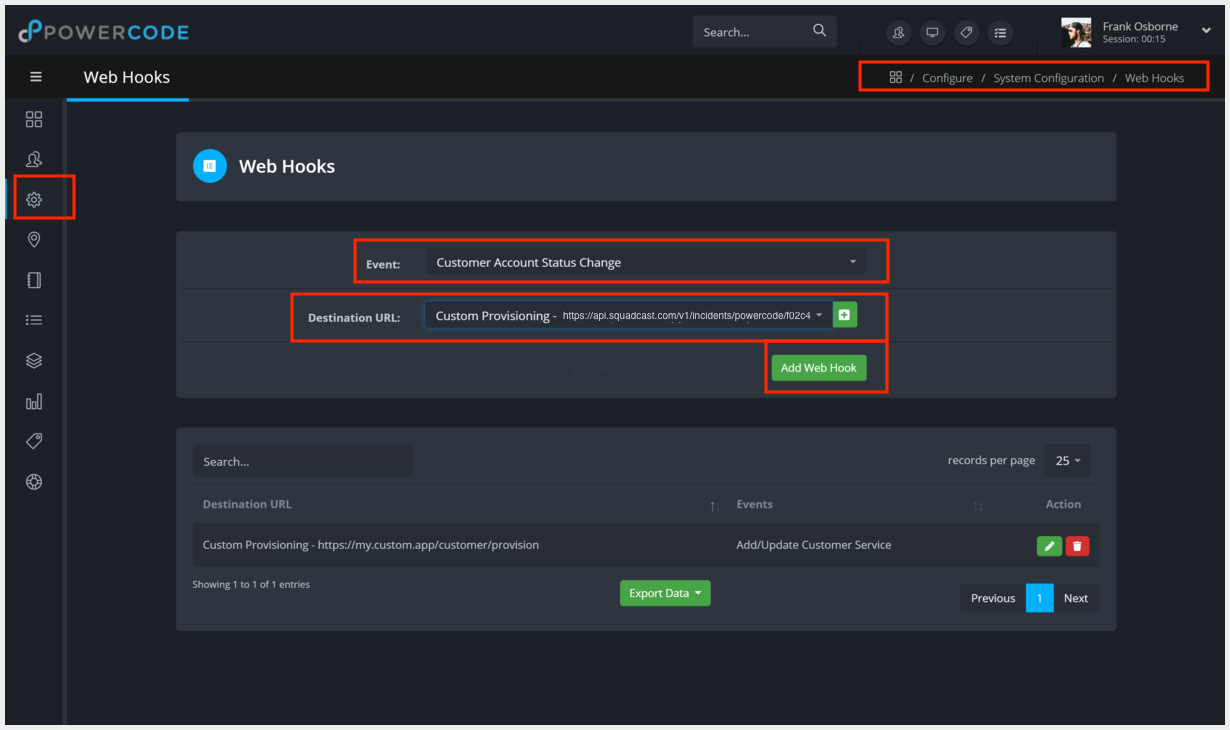 POWERCODE
Search...
Frank Osborne
Session: 00:15
Web Hooks
/ Configure / System Configuration / Web Hooks
Web Hooks
Event: Customer Account Status Change
Destination URL: Custom Provisioning - https://api.squadcast.com/v1/incidents/powercode/f02c4
Add Web Hook
Search... records per page 25
Destination URL Events Action
Custom Provisioning - https://my.custom.app/customer/provision Add/Update Customer Service
Showing 1 to 1 of 1 entries
Export Data
Previous 1 Next